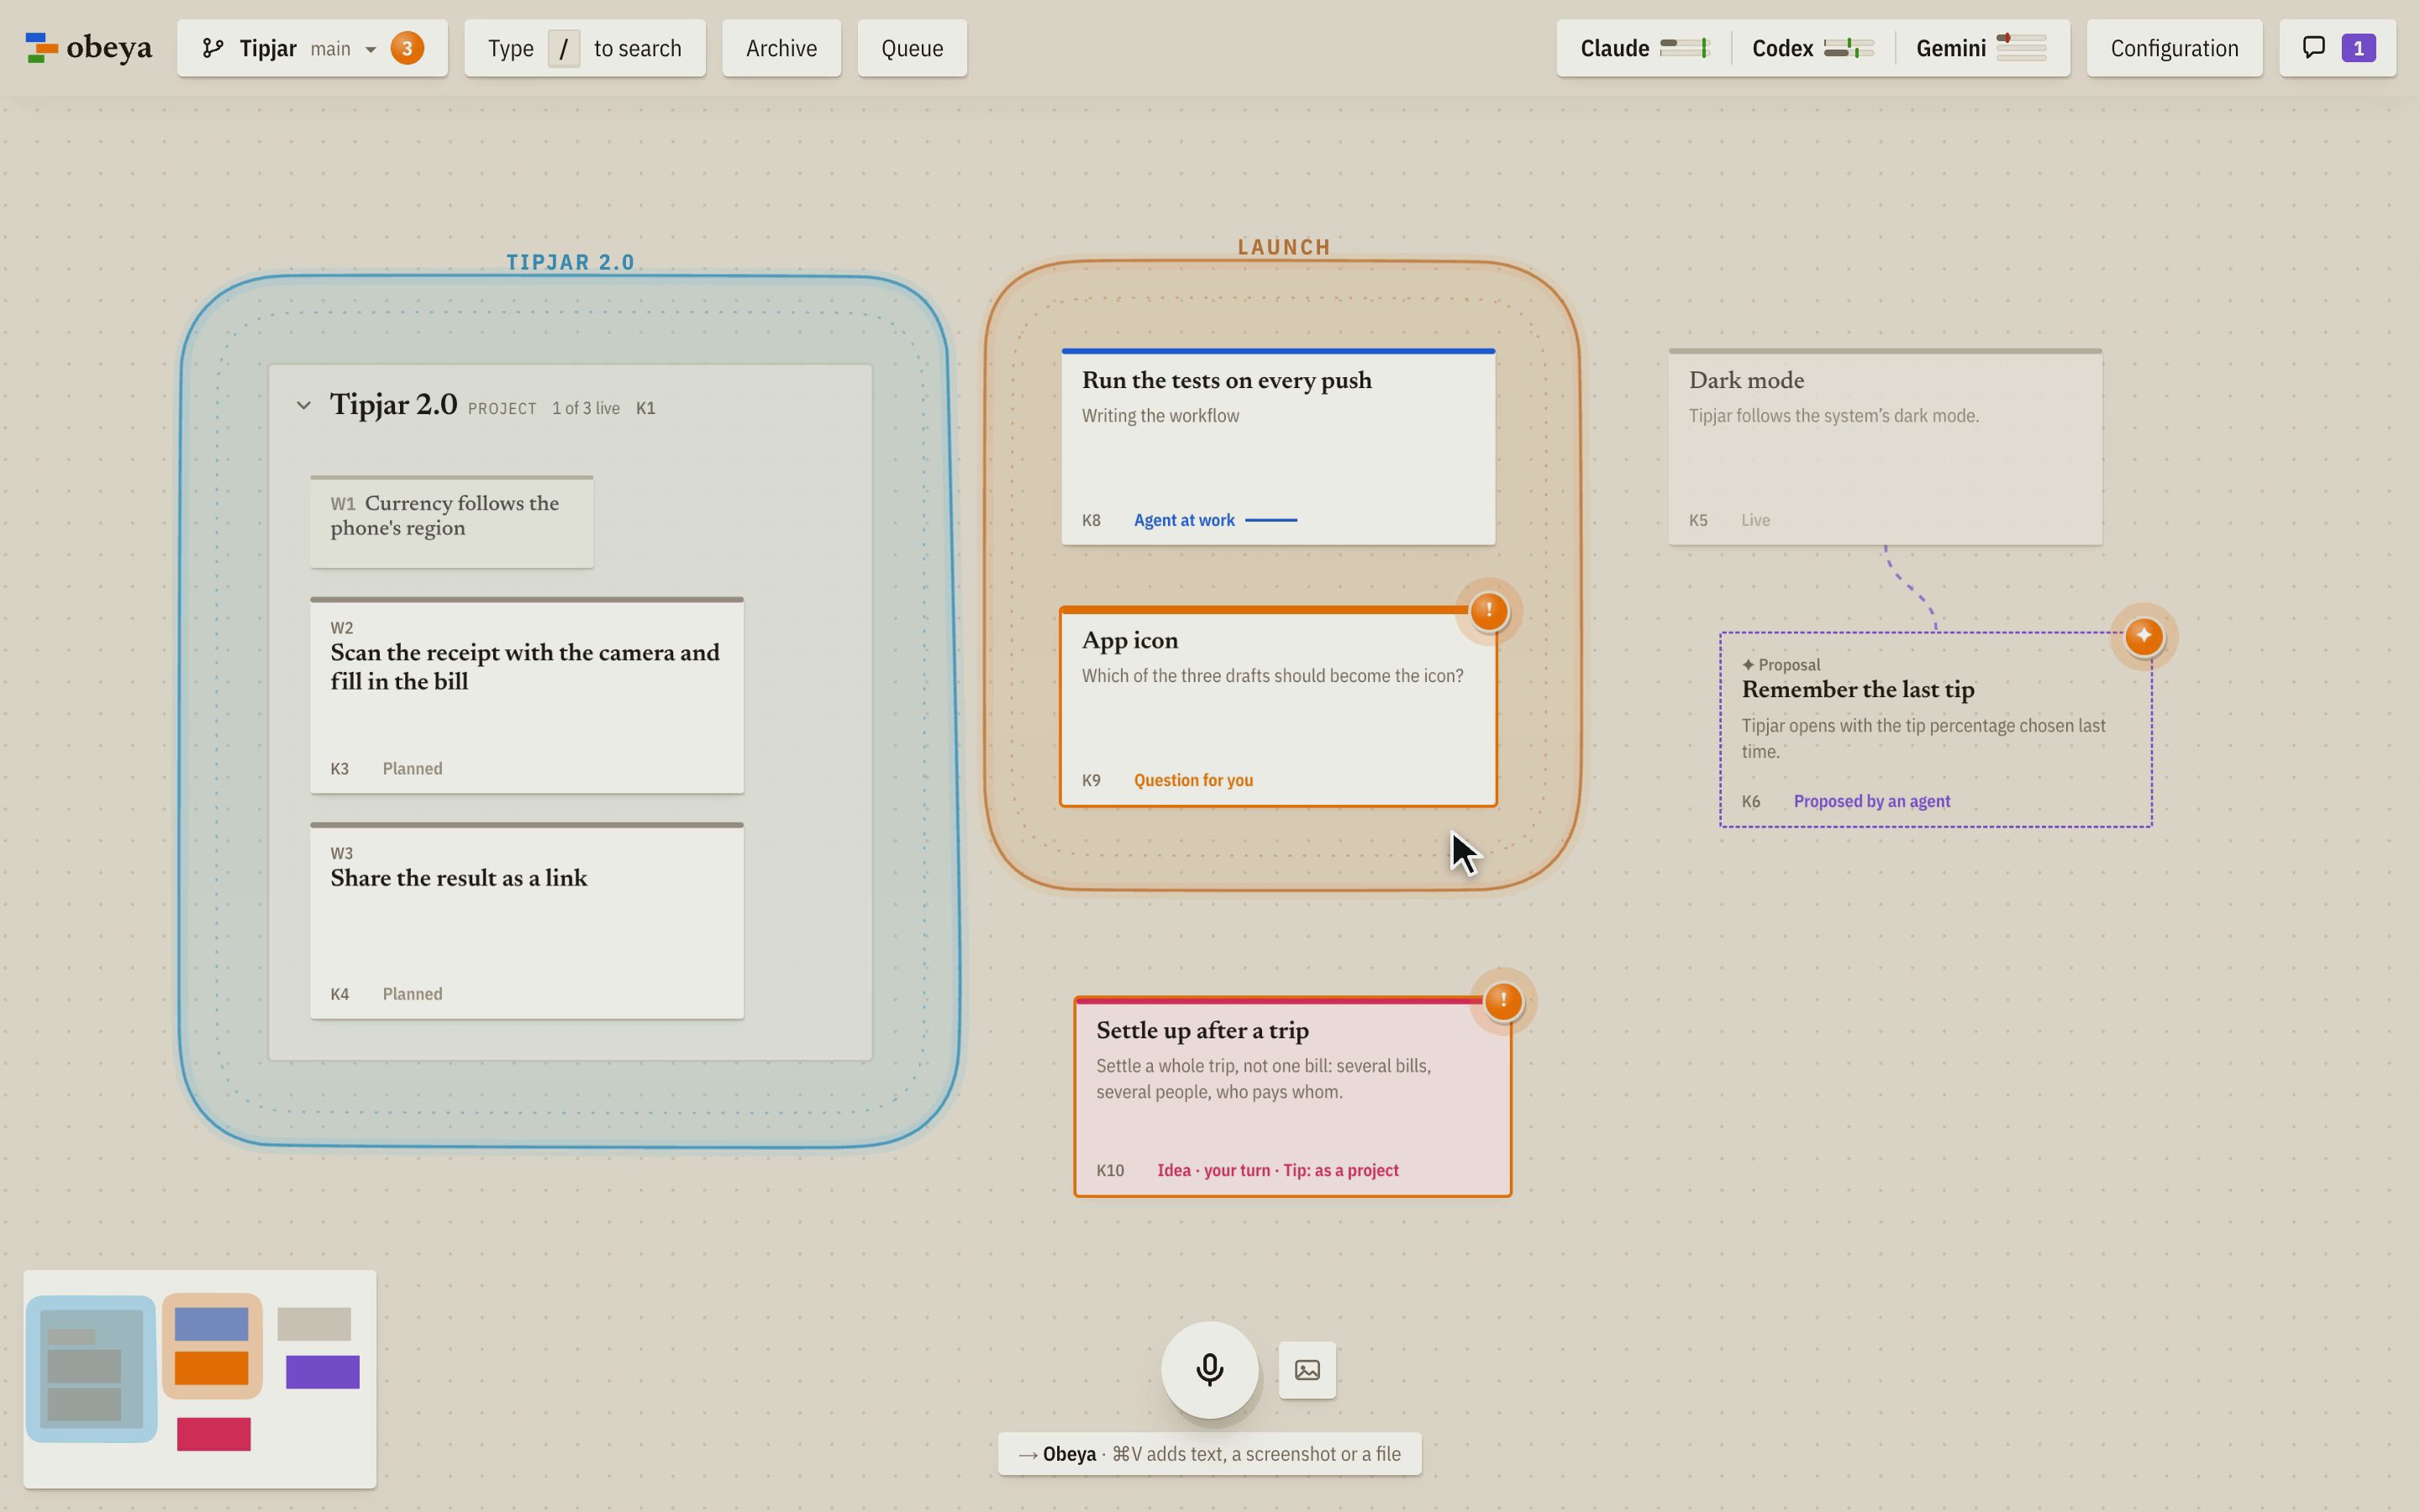 obeya
Tipjar main 3
Type / to search
Archive
Queue
Claude
Codex
Gemini
Configuration
1
TIPJAR 2.0
Tipjar 2.0 PROJECT 1 of 3 live K1
W1 Currency follows the
phone's region
W2
Scan the receipt with the camera and
fill in the bill
K3 Planned
W3
Share the result as a link
K4 Planned
LAUNCH
Run the tests on every push
Writing the workflow
K8 Agent at work
!
App icon
Which of the three drafts should become the icon?
K9 Question for you
Dark mode
Tipjar follows the system’s dark mode.
K5 Live
✦ Proposal
Remember the last tip
Tipjar opens with the tip percentage chosen last
time.
K6 Proposed by an agent
!
Settle up after a trip
Settle a whole trip, not one bill: several bills,
several people, who pays whom.
K10 Idea · your turn · Tip: as a project
→ Obeya · ⌘V adds text, a screenshot or a file